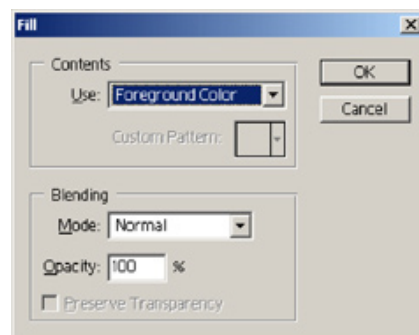 Fill
Contents
Use: Foreground Color
Custom Pattern:
OK
Cancel
Blending
Mode: Normal
Opacity: 100 %
Preserve Transparency